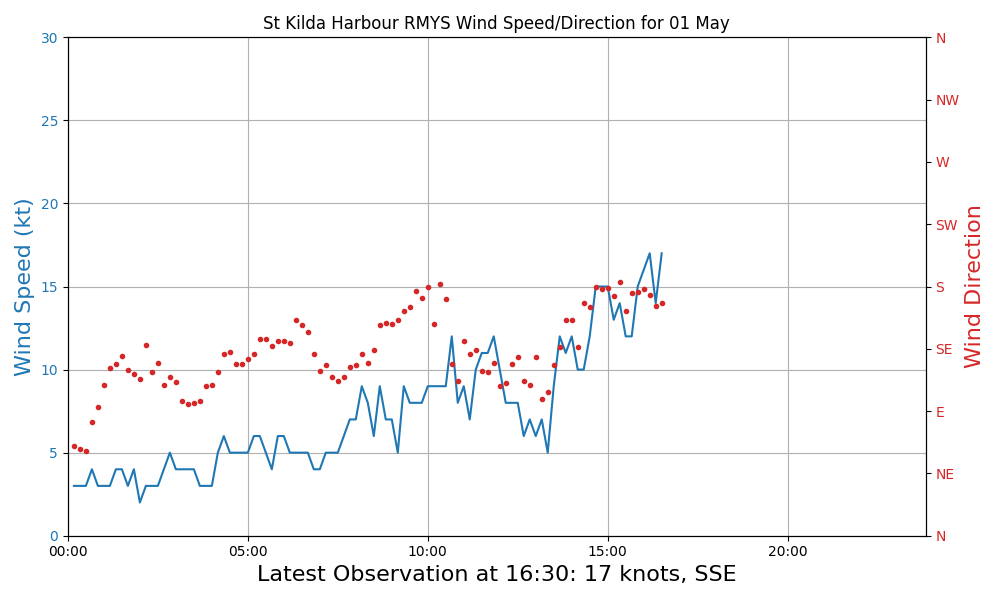 St Kilda Harbour RMYS Wind Speed/Direction for 01 May
30
25
20
15
10
5
0
Wind Speed (kt)
N
NW
W
SW
S
SE
E
NE
N
Wind Direction
00:00
05:00
10:00
15:00
20:00
Latest Observation at 16:30: 17 knots, SSE